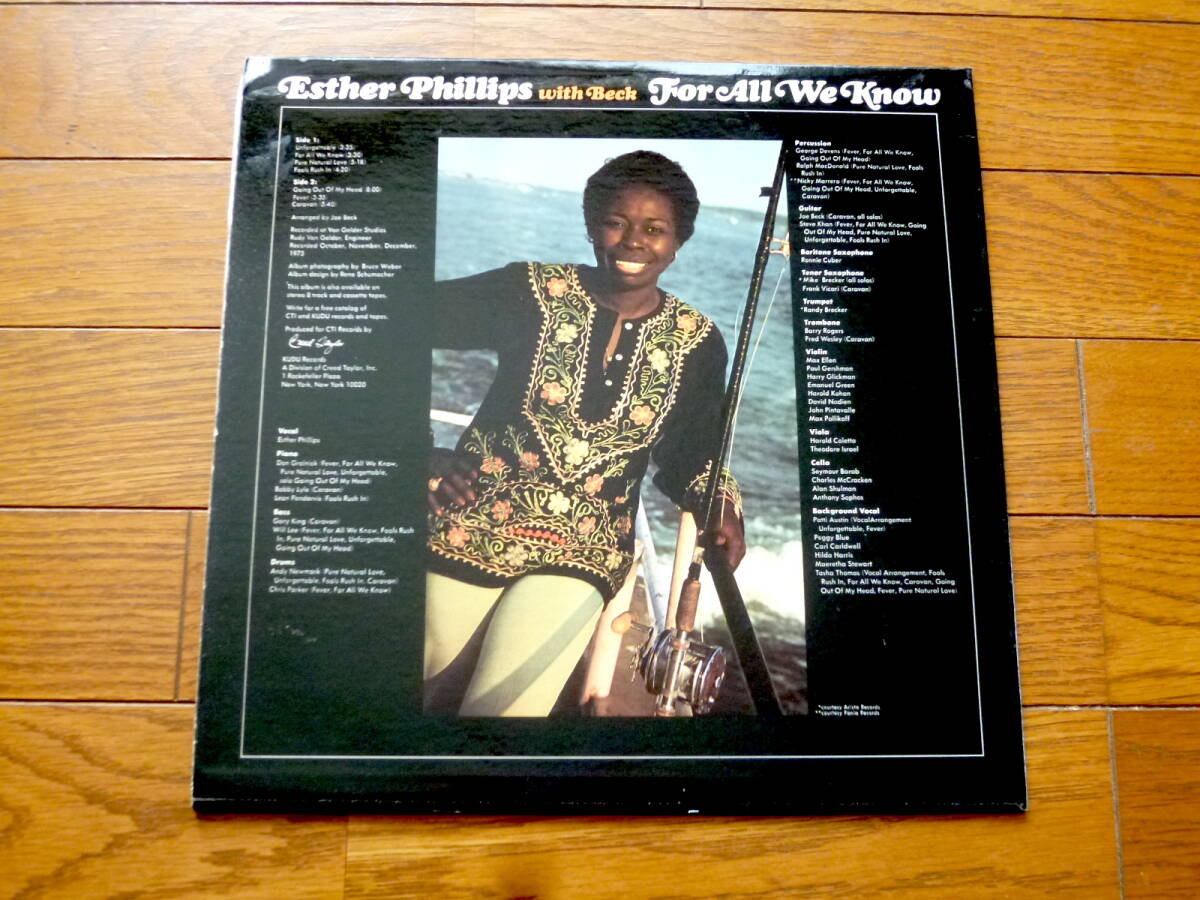 Esther Phillips with Beck For All We Know
Side 1:
Unforgettable (3:35)
For All We Know (3:30)
Pure Natural Love (5:18)
Fools Rush In (4:20)
Side 2:
Going Out Of My Head (8:00)
Fever (3:35)
Caravan (5:40)
Arranged by Joe Beck
Recorded at Van Gelder Studios
Rudy Van Gelder, Engineer
Recorded October, November, December,
1975
Album photography by Bruce Weber
Album design by Rene Schumacher
This album is also available on
stereo 8 track and cassette tapes.
Write for a free catalog of
CTI and KUDU records and tapes.
Produced for CTI Records by
Creed Taylor
KUDU Records
A Division of Creed Taylor, Inc.
1 Rockefeller Plaza
New York, New York 10020
Vocal
Esther Phillips
Piano
Don Grolnick (Fever, For All We Know,
Pure Natural Love, Unforgettable,
solo Going Out Of My Head)
Bobby Lyle (Caravan)
Leon Pendarvis (Fools Rush In)
Bass
Gary King (Caravan)
Will Lee (Fever, For All We Know, Fools Rush
In, Pure Natural Love, Unforgettable,
Going Out Of My Head)
Drums
Andy Newmark (Pure Natural Love,
Unforgettable, Fools Rush In, Caravan)
Chris Parker (Fever, For All We Know)
Percussion
George Devens (Fever, For All We Know,
Going Out Of My Head)
Ralph MacDonald (Pure Natural Love, Fools
Rush In)
**Nicky Marrero (Fever, For All We Know,
Going Out Of My Head, Unforgettable,
Caravan)
Guitar
Joe Beck (Caravan, all solos)
Steve Khan (Fever, For All We Know, Going
Out Of My Head, Pure Natural Love,
Unforgettable, Fools Rush In)
Baritone Saxophone
Ronnie Cuber
Tenor Saxophone
*Mike Brecker (all solos)
Frank Vicari (Caravan)
Trumpet
*Randy Brecker
Trombone
Barry Rogers
Fred Wesley (Caravan)
Violin
Max Ellen
Paul Gershman
Harry Glickman
Emanuel Green
Harold Kohon
David Nadien
John Pintavalle
Max Pollikoff
Viola
Harold Coletta
Theodore Israel
Cello
Seymour Barab
Charles McCracken
Alan Shulman
Anthony Sophos
Background Vocal
Patti Austin (Vocal Arrangement
Unforgettable, Fever)
Peggy Blue
Carl Carldwell
Hilda Harris
Maeretha Stewart
Tasha Thomas (Vocal Arrangement, Fools
Rush In, For All We Know, Caravan, Going
Out Of My Head, Fever, Pure Natural Love)
*courtesy Arista Records
**courtesy Fania Records